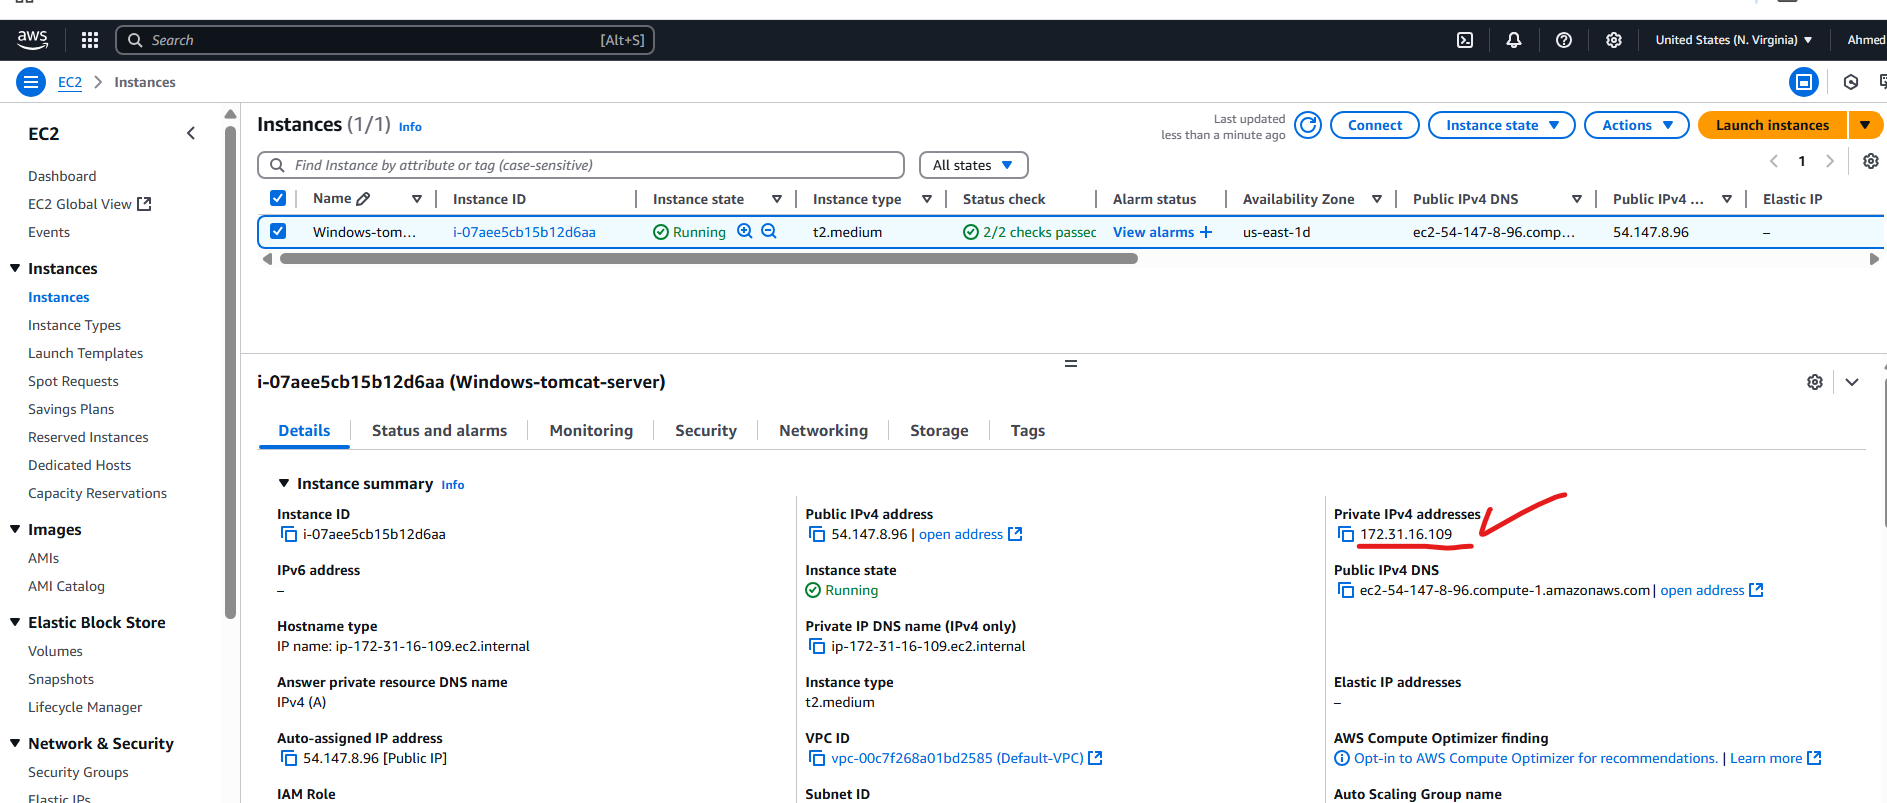 aws
Search [Alt+S] United States (N. Virginia) Ahmed
EC2 Instances
EC2
Dashboard
EC2 Global View
Events
Instances
Instances
Instance Types
Launch Templates
Spot Requests
Savings Plans
Reserved Instances
Dedicated Hosts
Capacity Reservations
Images
AMIs
AMI Catalog
Elastic Block Store
Volumes
Snapshots
Lifecycle Manager
Network & Security
Security Groups
Elastic IPs
Instances (1/1) Info
Last updated
less than a minute ago
Connect Instance state Actions Launch instances
Find Instance by attribute or tag (case-sensitive) All states 1
Name Instance ID Instance state Instance type Status check Alarm status Availability Zone Public IPv4 DNS Public IPv4 ... Elastic IP
Windows-tom... i-07aee5cb15b12d6aa Running t2.medium 2/2 checks passec View alarms + us-east-1d ec2-54-147-8-96.comp... 54.147.8.96 –
i-07aee5cb15b12d6aa (Windows-tomcat-server)
Details Status and alarms Monitoring Security Networking Storage Tags
Instance summary Info
Instance ID
i-07aee5cb15b12d6aa
IPv6 address
–
Hostname type
IP name: ip-172-31-16-109.ec2.internal
Answer private resource DNS name
IPv4 (A)
Auto-assigned IP address
54.147.8.96 [Public IP]
IAM Role
Public IPv4 address
54.147.8.96 | open address
Instance state
Running
Private IP DNS name (IPv4 only)
ip-172-31-16-109.ec2.internal
Instance type
t2.medium
VPC ID
vpc-00c7f268a01bd2585 (Default-VPC)
Subnet ID
Private IPv4 addresses
172.31.16.109
Public IPv4 DNS
ec2-54-147-8-96.compute-1.amazonaws.com | open address
Elastic IP addresses
–
AWS Compute Optimizer finding
Opt-in to AWS Compute Optimizer for recommendations. | Learn more
Auto Scaling Group name